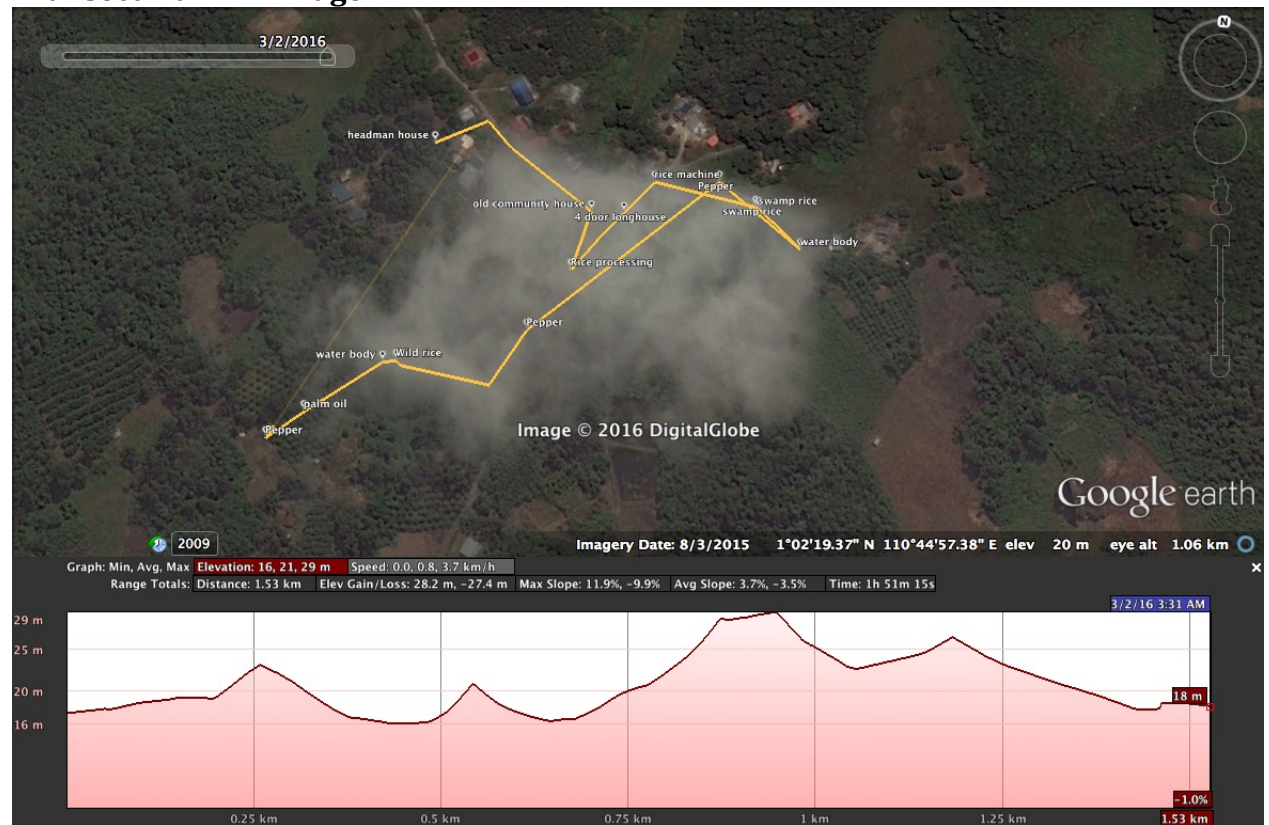 3/2/2016
N
headman house
rice machine
Pepper
old community house
4 door longhouse
swamp rice
swamp rice
water body
Rice processing
Pepper
water body
Wild rice
palm oil
Pepper
Image © 2016 DigitalGlobe
Google earth
2009
Imagery Date: 8/3/2015 1°02'19.37" N 110°44'57.38" E elev 20 m eye alt 1.06 km
Graph: Min, Avg, Max Elevation: 16, 21, 29 m Speed: 0.0, 0.8, 3.7 km/h
Range Totals: Distance: 1.53 km Elev Gain/Loss: 28.2 m, -27.4 m Max Slope: 11.9%, -9.9% Avg Slope: 3.7%, -3.5% Time: 1h 51m 15s
3/2/16 3:31 AM
29 m
25 m
20 m
18 m
16 m
-1.0%
0.25 km 0.5 km 0.75 km 1 km 1.25 km 1.53 km